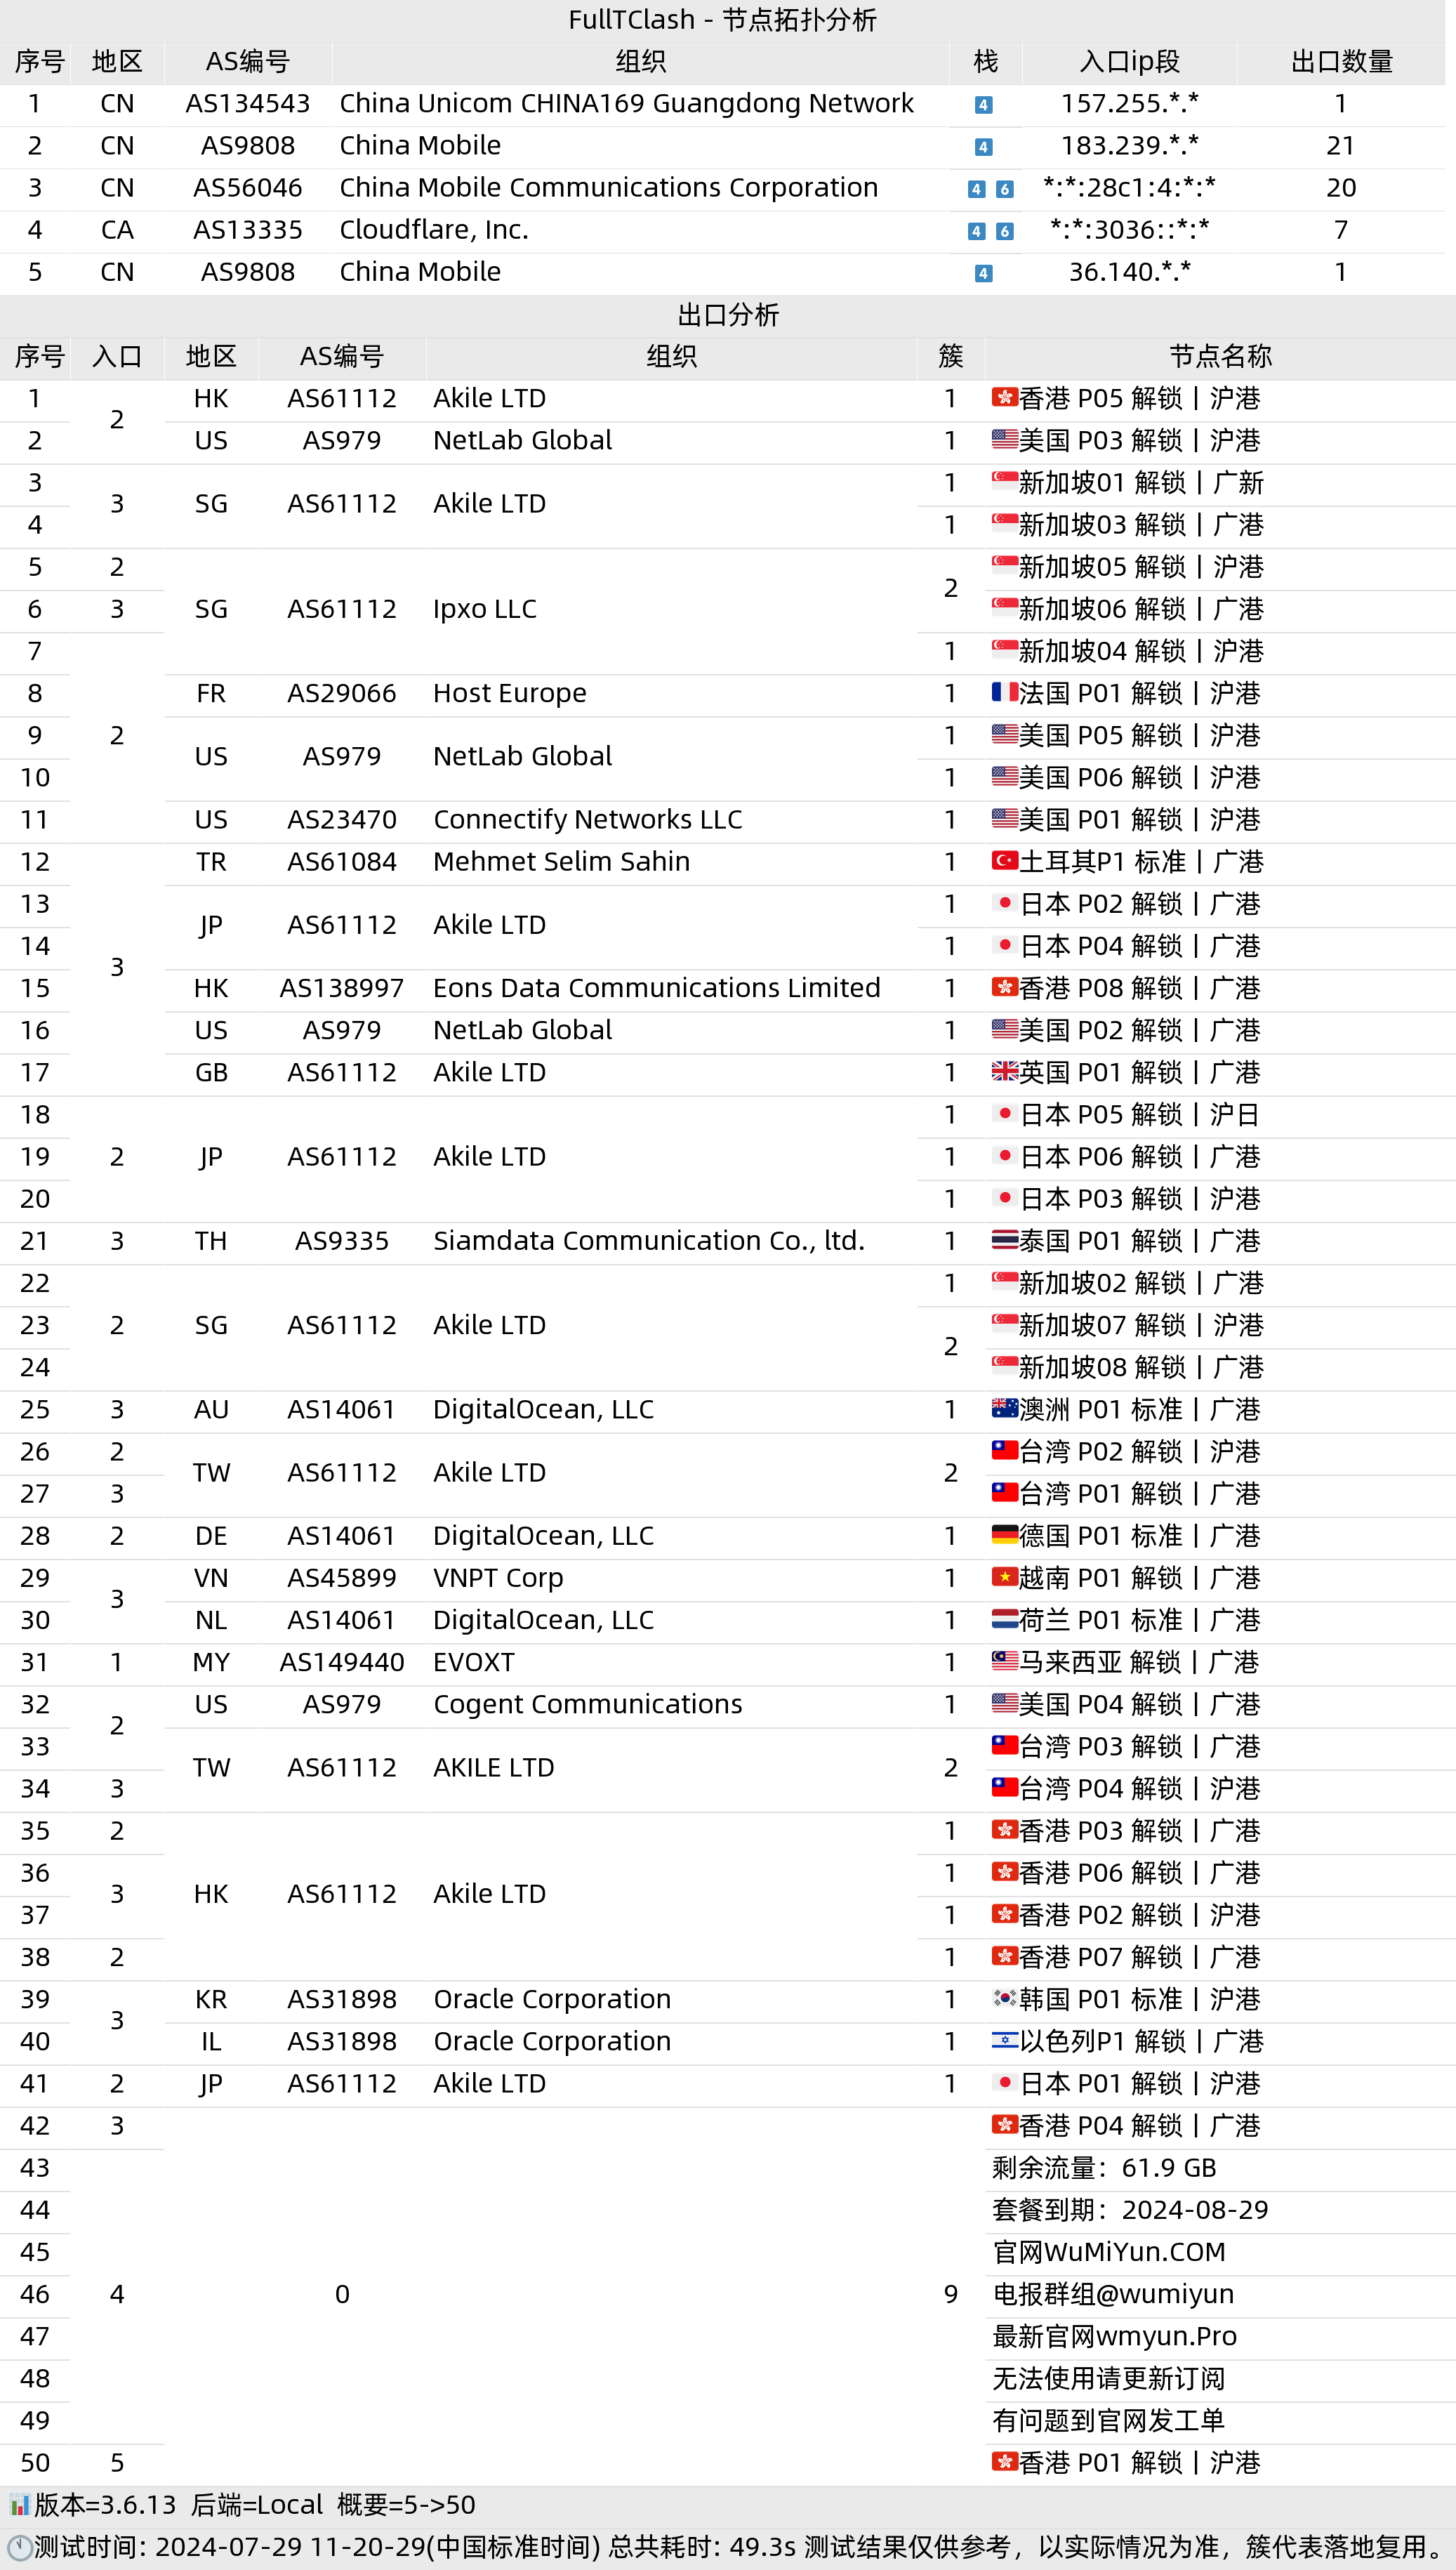 FullTClash - 节点拓扑分析
序号 地区 AS编号 组织 栈 入口ip段 出口数量
1 CN AS134543 China Unicom CHINA169 Guangdong Network 4 157.255.*.* 1
2 CN AS9808 China Mobile 4 183.239.*.* 21
3 CN AS56046 China Mobile Communications Corporation 4 6 *:*:28c1:4:*:* 20
4 CA AS13335 Cloudflare, Inc. 4 6 *:*:3036::*:* 7
5 CN AS9808 China Mobile 4 36.140.*.* 1
出口分析
序号 入口 地区 AS编号 组织 簇 节点名称
1 2 HK AS61112 Akile LTD 1 香港 P05 解锁丨沪港
2 US AS979 NetLab Global 1 美国 P03 解锁丨沪港
3 3 SG AS61112 Akile LTD 1 新加坡01 解锁丨广新
4 1 新加坡03 解锁丨广港
5 2 SG AS61112 Ipxo LLC 2 新加坡05 解锁丨沪港
6 3 新加坡06 解锁丨广港
7 2 1 新加坡04 解锁丨沪港
8 FR AS29066 Host Europe 1 法国 P01 解锁丨沪港
9 US AS979 NetLab Global 1 美国 P05 解锁丨沪港
10 1 美国 P06 解锁丨沪港
11 US AS23470 Connectify Networks LLC 1 美国 P01 解锁丨沪港
12 3 TR AS61084 Mehmet Selim Sahin 1 土耳其P1 标准丨广港
13 JP AS61112 Akile LTD 1 日本 P02 解锁丨广港
14 1 日本 P04 解锁丨广港
15 HK AS138997 Eons Data Communications Limited 1 香港 P08 解锁丨广港
16 US AS979 NetLab Global 1 美国 P02 解锁丨广港
17 GB AS61112 Akile LTD 1 英国 P01 解锁丨广港
18 2 JP AS61112 Akile LTD 1 日本 P05 解锁丨沪日
19 1 日本 P06 解锁丨广港
20 1 日本 P03 解锁丨沪港
21 3 TH AS9335 Siamdata Communication Co., ltd. 1 泰国 P01 解锁丨广港
22 2 SG AS61112 Akile LTD 1 新加坡02 解锁丨广港
23 2 新加坡07 解锁丨沪港
24 新加坡08 解锁丨广港
25 3 AU AS14061 DigitalOcean, LLC 1 澳洲 P01 标准丨广港
26 2 TW AS61112 Akile LTD 2 台湾 P02 解锁丨沪港
27 3 台湾 P01 解锁丨广港
28 2 DE AS14061 DigitalOcean, LLC 1 德国 P01 标准丨广港
29 3 VN AS45899 VNPT Corp 1 越南 P01 解锁丨广港
30 NL AS14061 DigitalOcean, LLC 1 荷兰 P01 标准丨广港
31 1 MY AS149440 EVOXT 1 马来西亚 解锁丨广港
32 2 US AS979 Cogent Communications 1 美国 P04 解锁丨广港
33 TW AS61112 AKILE LTD 2 台湾 P03 解锁丨广港
34 3 台湾 P04 解锁丨沪港
35 2 HK AS61112 Akile LTD 1 香港 P03 解锁丨广港
36 3 1 香港 P06 解锁丨广港
37 1 香港 P02 解锁丨沪港
38 2 1 香港 P07 解锁丨广港
39 3 KR AS31898 Oracle Corporation 1 韩国 P01 标准丨沪港
40 IL AS31898 Oracle Corporation 1 以色列P1 解锁丨广港
41 2 JP AS61112 Akile LTD 1 日本 P01 解锁丨沪港
42 3 香港 P04 解锁丨广港
43 剩余流量：61.9 GB
44 套餐到期：2024-08-29
45 官网WuMiYun.COM
46 4 0 9 电报群组@wumiyun
47 最新官网wmyun.Pro
48 无法使用请更新订阅
49 有问题到官网发工单
50 5 香港 P01 解锁丨沪港
版本=3.6.13 后端=Local 概要=5->50
测试时间: 2024-07-29 11-20-29(中国标准时间) 总共耗时: 49.3s 测试结果仅供参考，以实际情况为准，簇代表落地复用。